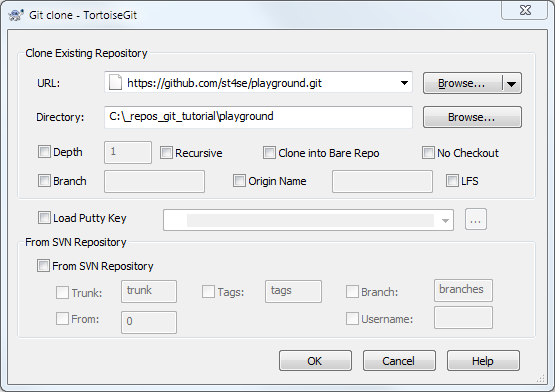 Git clone - TortoiseGit
Clone Existing Repository
URL: https://github.com/st4se/playground.git Browse...
Directory: C:\_repos_git_tutorial\playground Browse...
Depth 1 Recursive Clone into Bare Repo No Checkout
Branch Origin Name LFS
Load Putty Key ...
From SVN Repository
From SVN Repository
Trunk: trunk Tags: tags Branch: branches
From: 0 Username:
OK Cancel Help